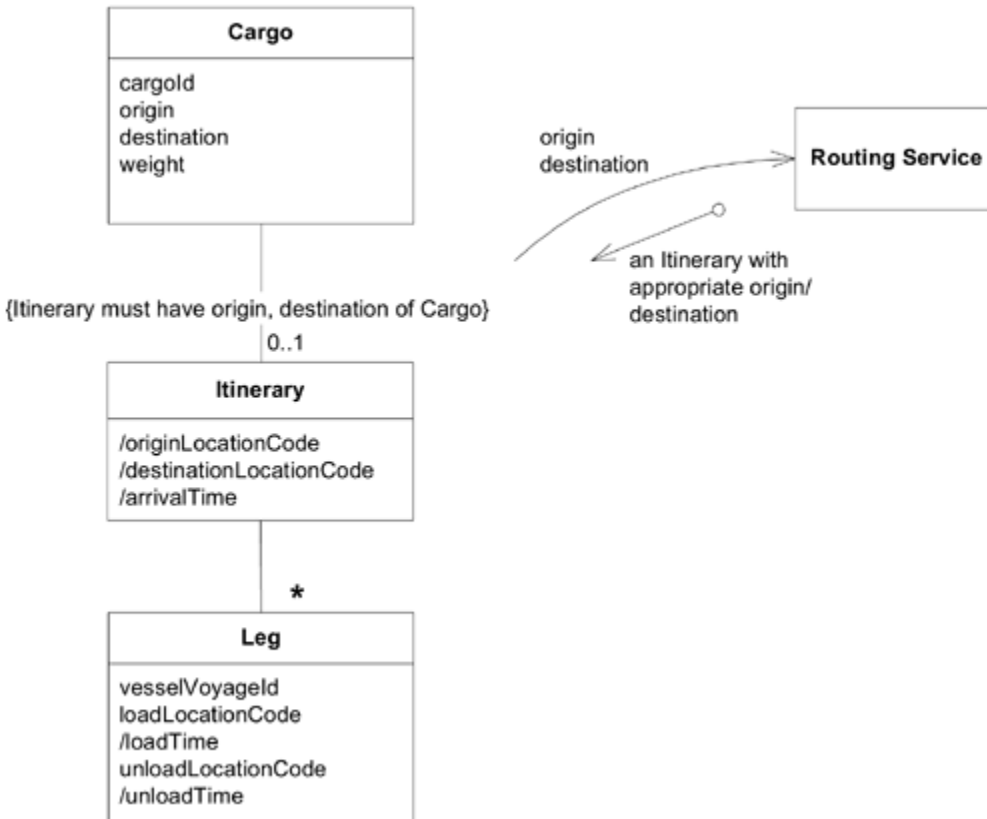 Cargo
cargoId
origin
destination
weight
origin
destination
Routing Service
an Itinerary with
appropriate origin/
destination
{Itinerary must have origin, destination of Cargo}
0..1
Itinerary
/originLocationCode
/destinationLocationCode
/arrivalTime
*
Leg
vesselVoyageId
loadLocationCode
/loadTime
unloadLocationCode
/unloadTime